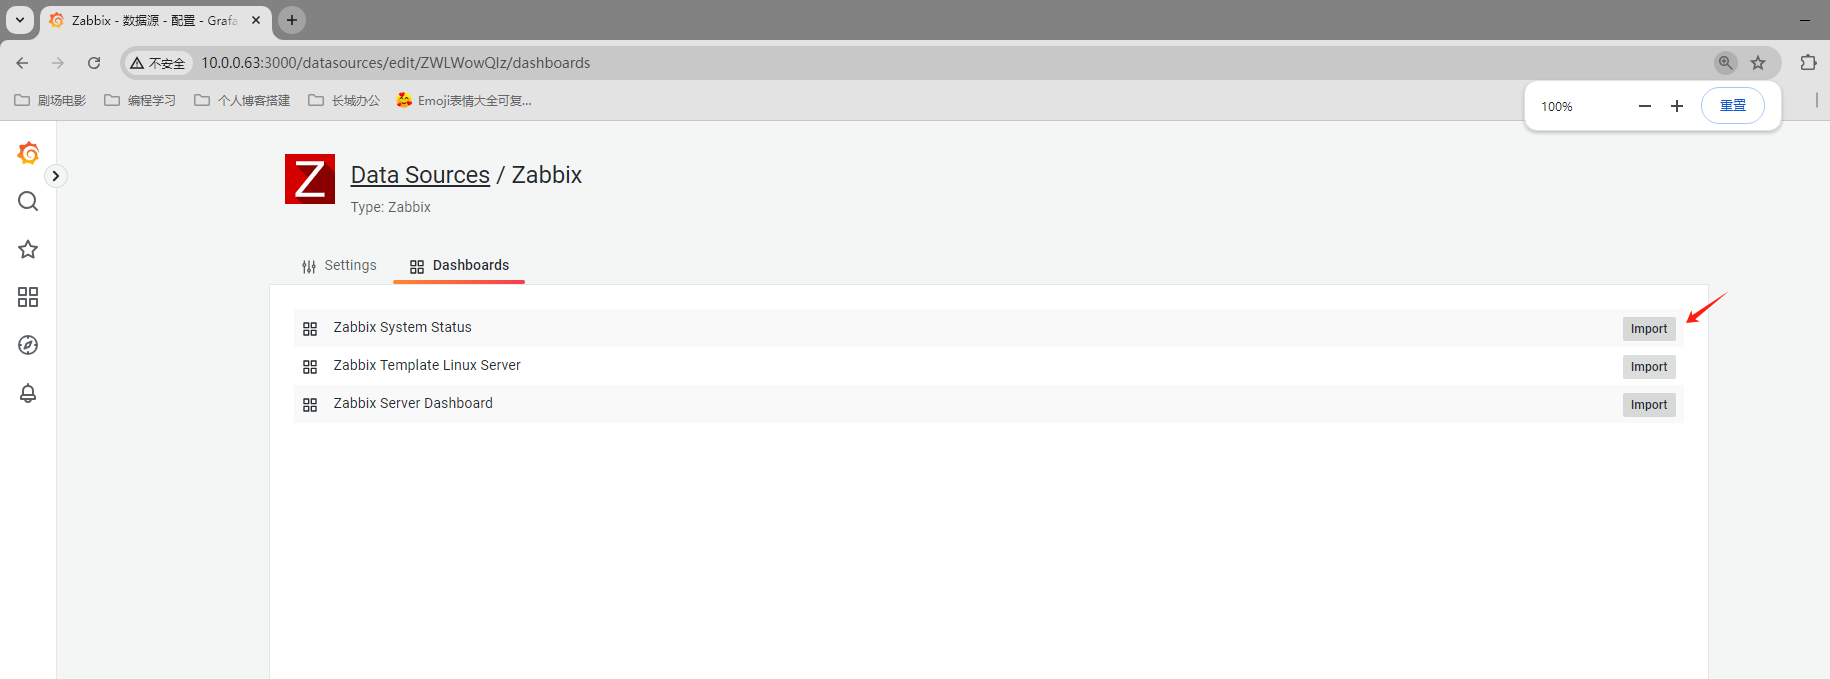 Zabbix - 数据源 - 配置 - Grafa
不安全 10.0.0.63:3000/datasources/edit/ZWLWowQIz/dashboards
剧场电影 编程学习 个人博客搭建 长城办公 Emoji表情大全可复...
100% 重置
Data Sources / Zabbix
Type: Zabbix
Settings Dashboards
Zabbix System Status Import
Zabbix Template Linux Server Import
Zabbix Server Dashboard Import